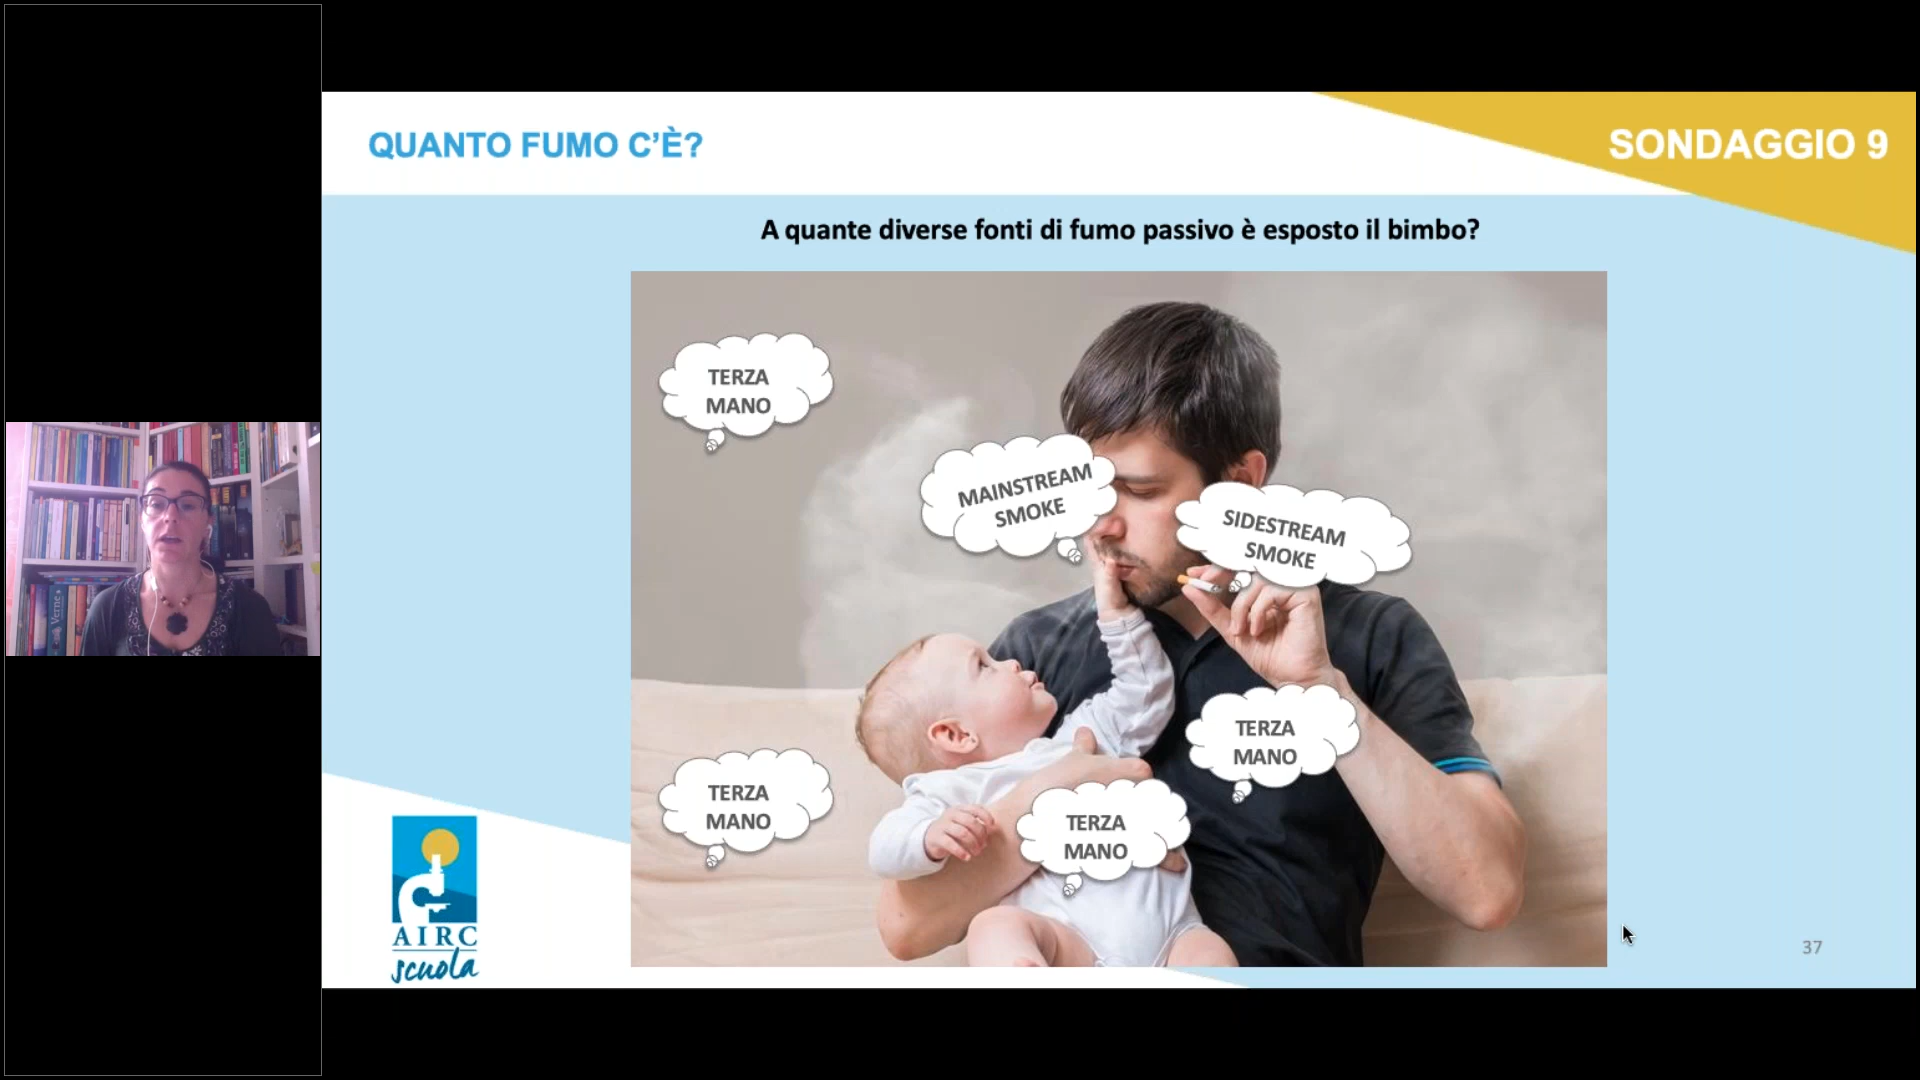 QUANTO FUMO C'È?
SONDAGGIO 9
A quante diverse fonti di fumo passivo è esposto il bimbo?
TERZA
MANO
MAINSTREAM
SMOKE
SIDESTREAM
SMOKE
TERZA
MANO
TERZA
MANO
TERZA
MANO
Verne
AIRC
scuola
37